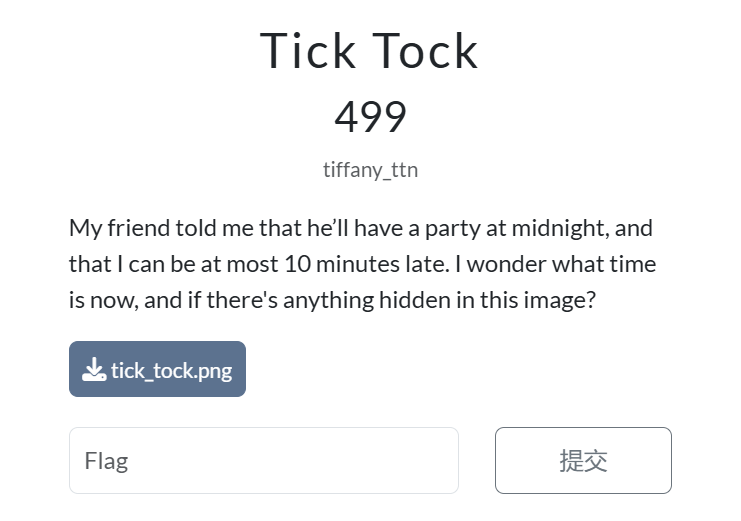 Tick Tock
499
tiffany_ttn
My friend told me that he’ll have a party at midnight, and
that I can be at most 10 minutes late. I wonder what time
is now, and if there's anything hidden in this image?
tick_tock.png
Flag
提交